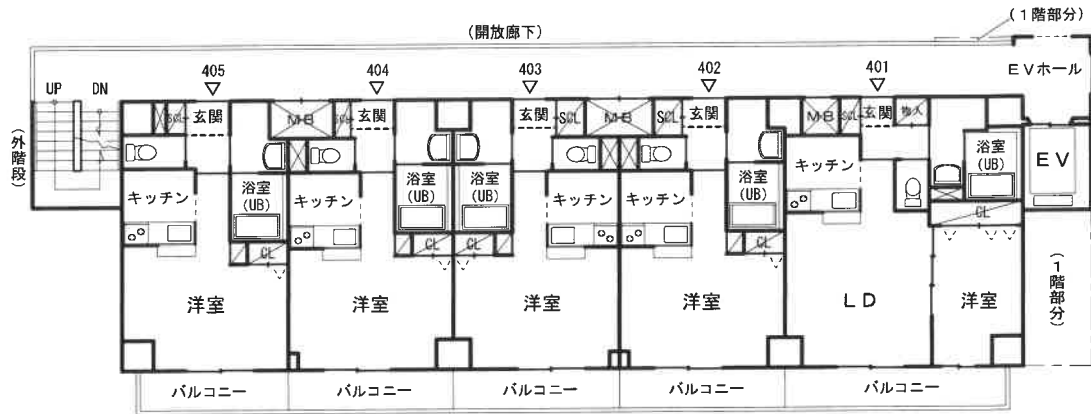 (1階部分)
(開放廊下)
EVホール
UP
DN
405
404
403
402
401
(外階段)
SCL
玄関
M・B
SCL
玄関
玄関
SCL
M・B
SCL
玄関
M・B
SCL
玄関
物入
浴室
(UB)
EV
キッチン
浴室
(UB)
キッチン
浴室
(UB)
浴室
(UB)
キッチン
キッチン
浴室
(UB)
キッチン
CL
CL
CL
CL
CL
洋室
洋室
洋室
洋室
LD
洋室
(1階部分)
バルコニー
バルコニー
バルコニー
バルコニー
バルコニー